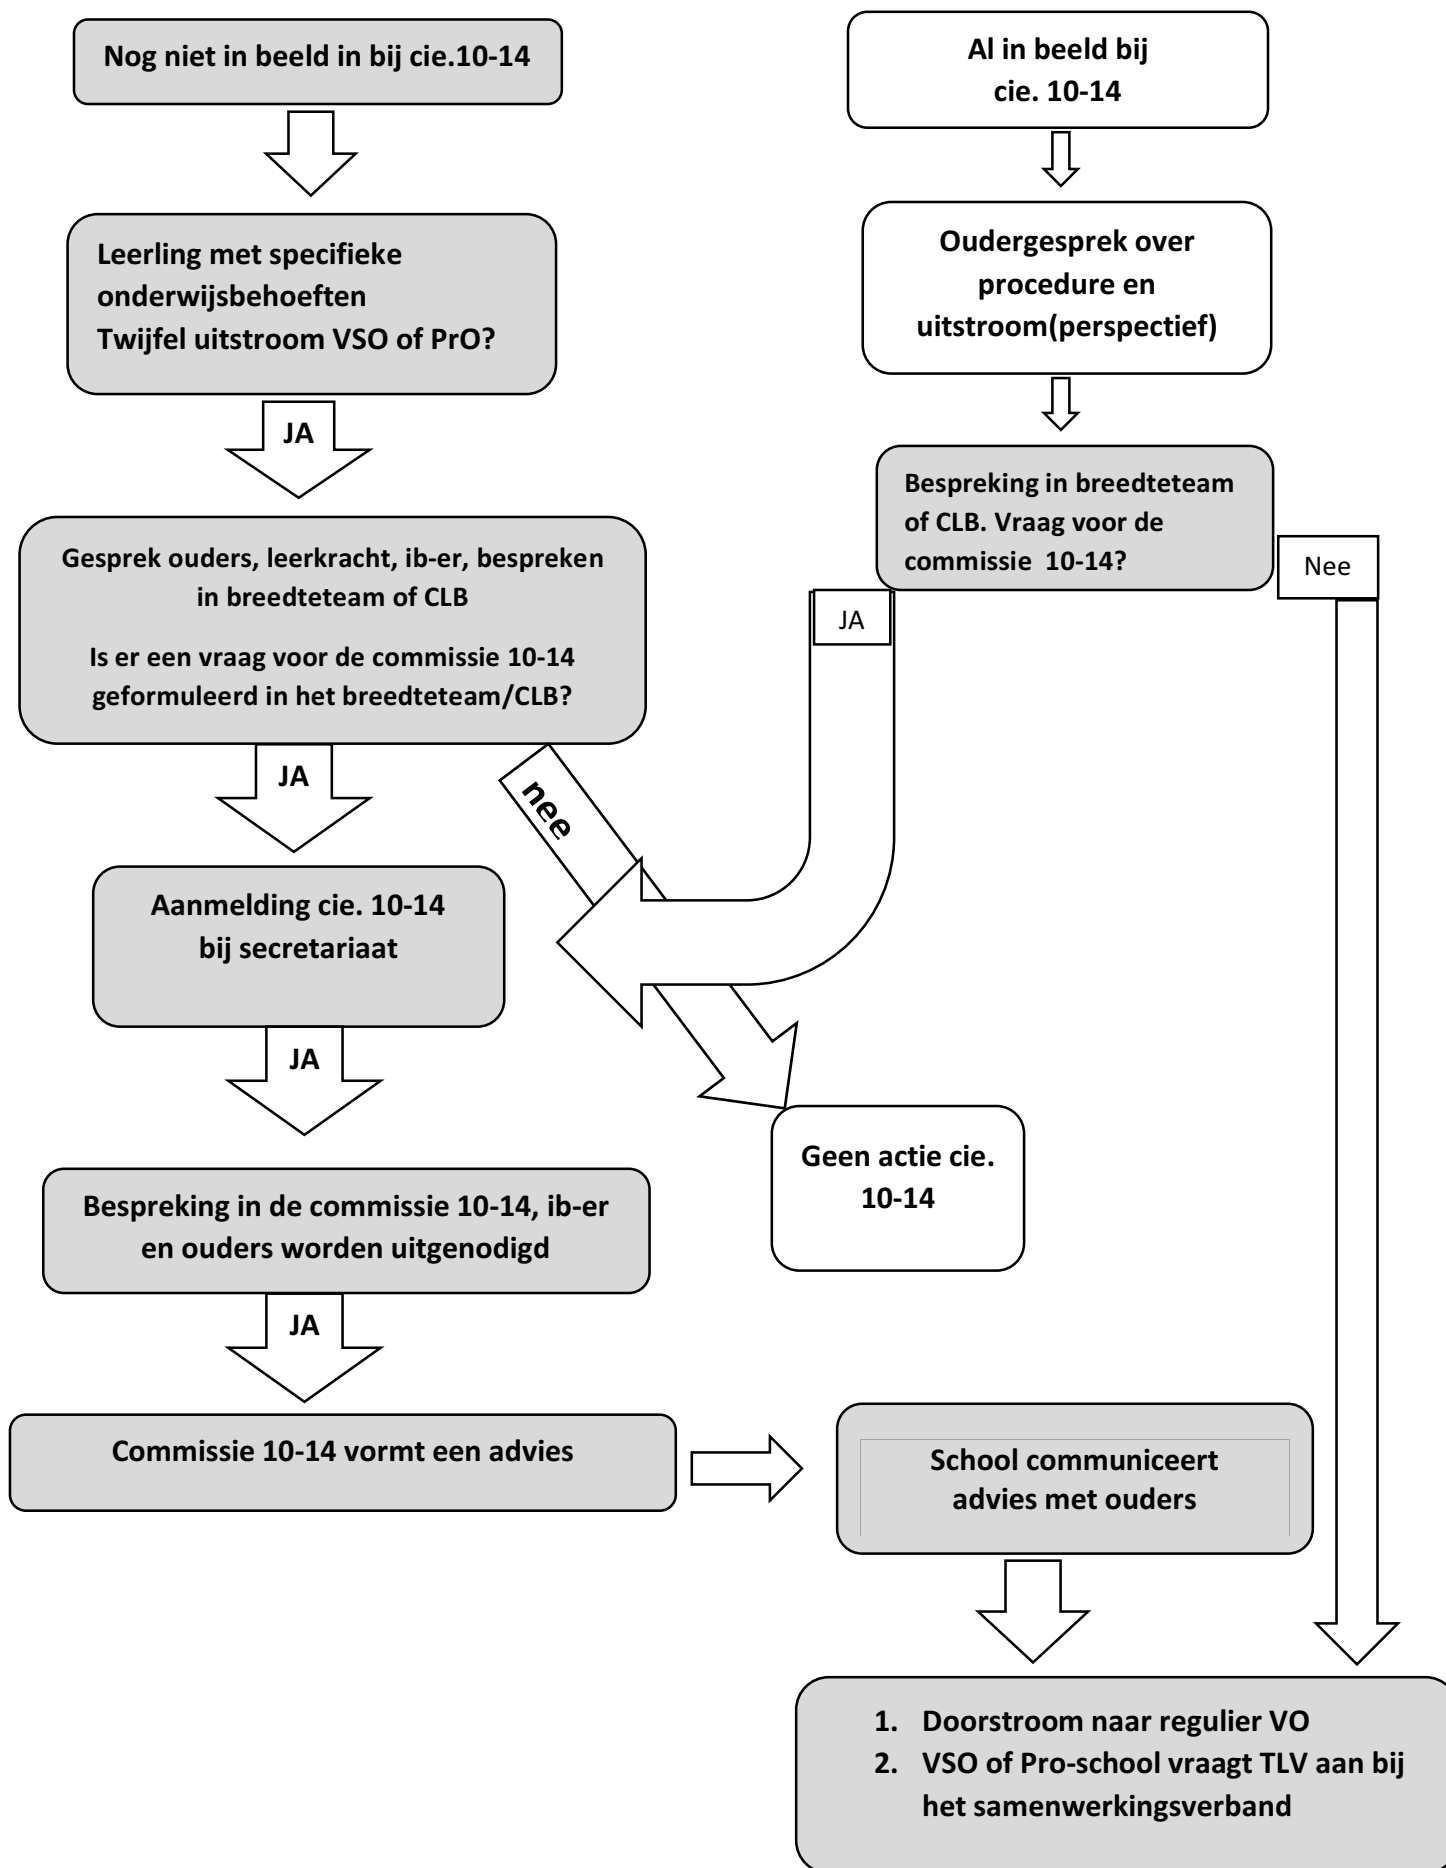 Nog niet in beeld in bij cie.10-14
Al in beeld bij
cie. 10-14
Leerling met specifieke
onderwijsbehoeften
Twijfel uitstroom VSO of PrO?
Oudergesprek over
procedure en
uitstroom(perspectief)
JA
Bespreking in breedteteam
of CLB. Vraag voor de
commissie  10-14?
Nee
JA
Gesprek ouders, leerkracht, ib-er, bespreken
in breedteteam of CLB
Is er een vraag voor de commissie 10-14
geformuleerd in het breedteteam/CLB?
JA
nee
Aanmelding cie. 10-14
bij secretariaat
JA
Geen actie cie.
10-14
Bespreking in de commissie 10-14, ib-er
en ouders worden uitgenodigd
JA
Commissie 10-14 vormt een advies
School communiceert
advies met ouders
1. Doorstroom naar regulier VO
2. VSO of Pro-school vraagt TLV aan bij
het samenwerkingsverband